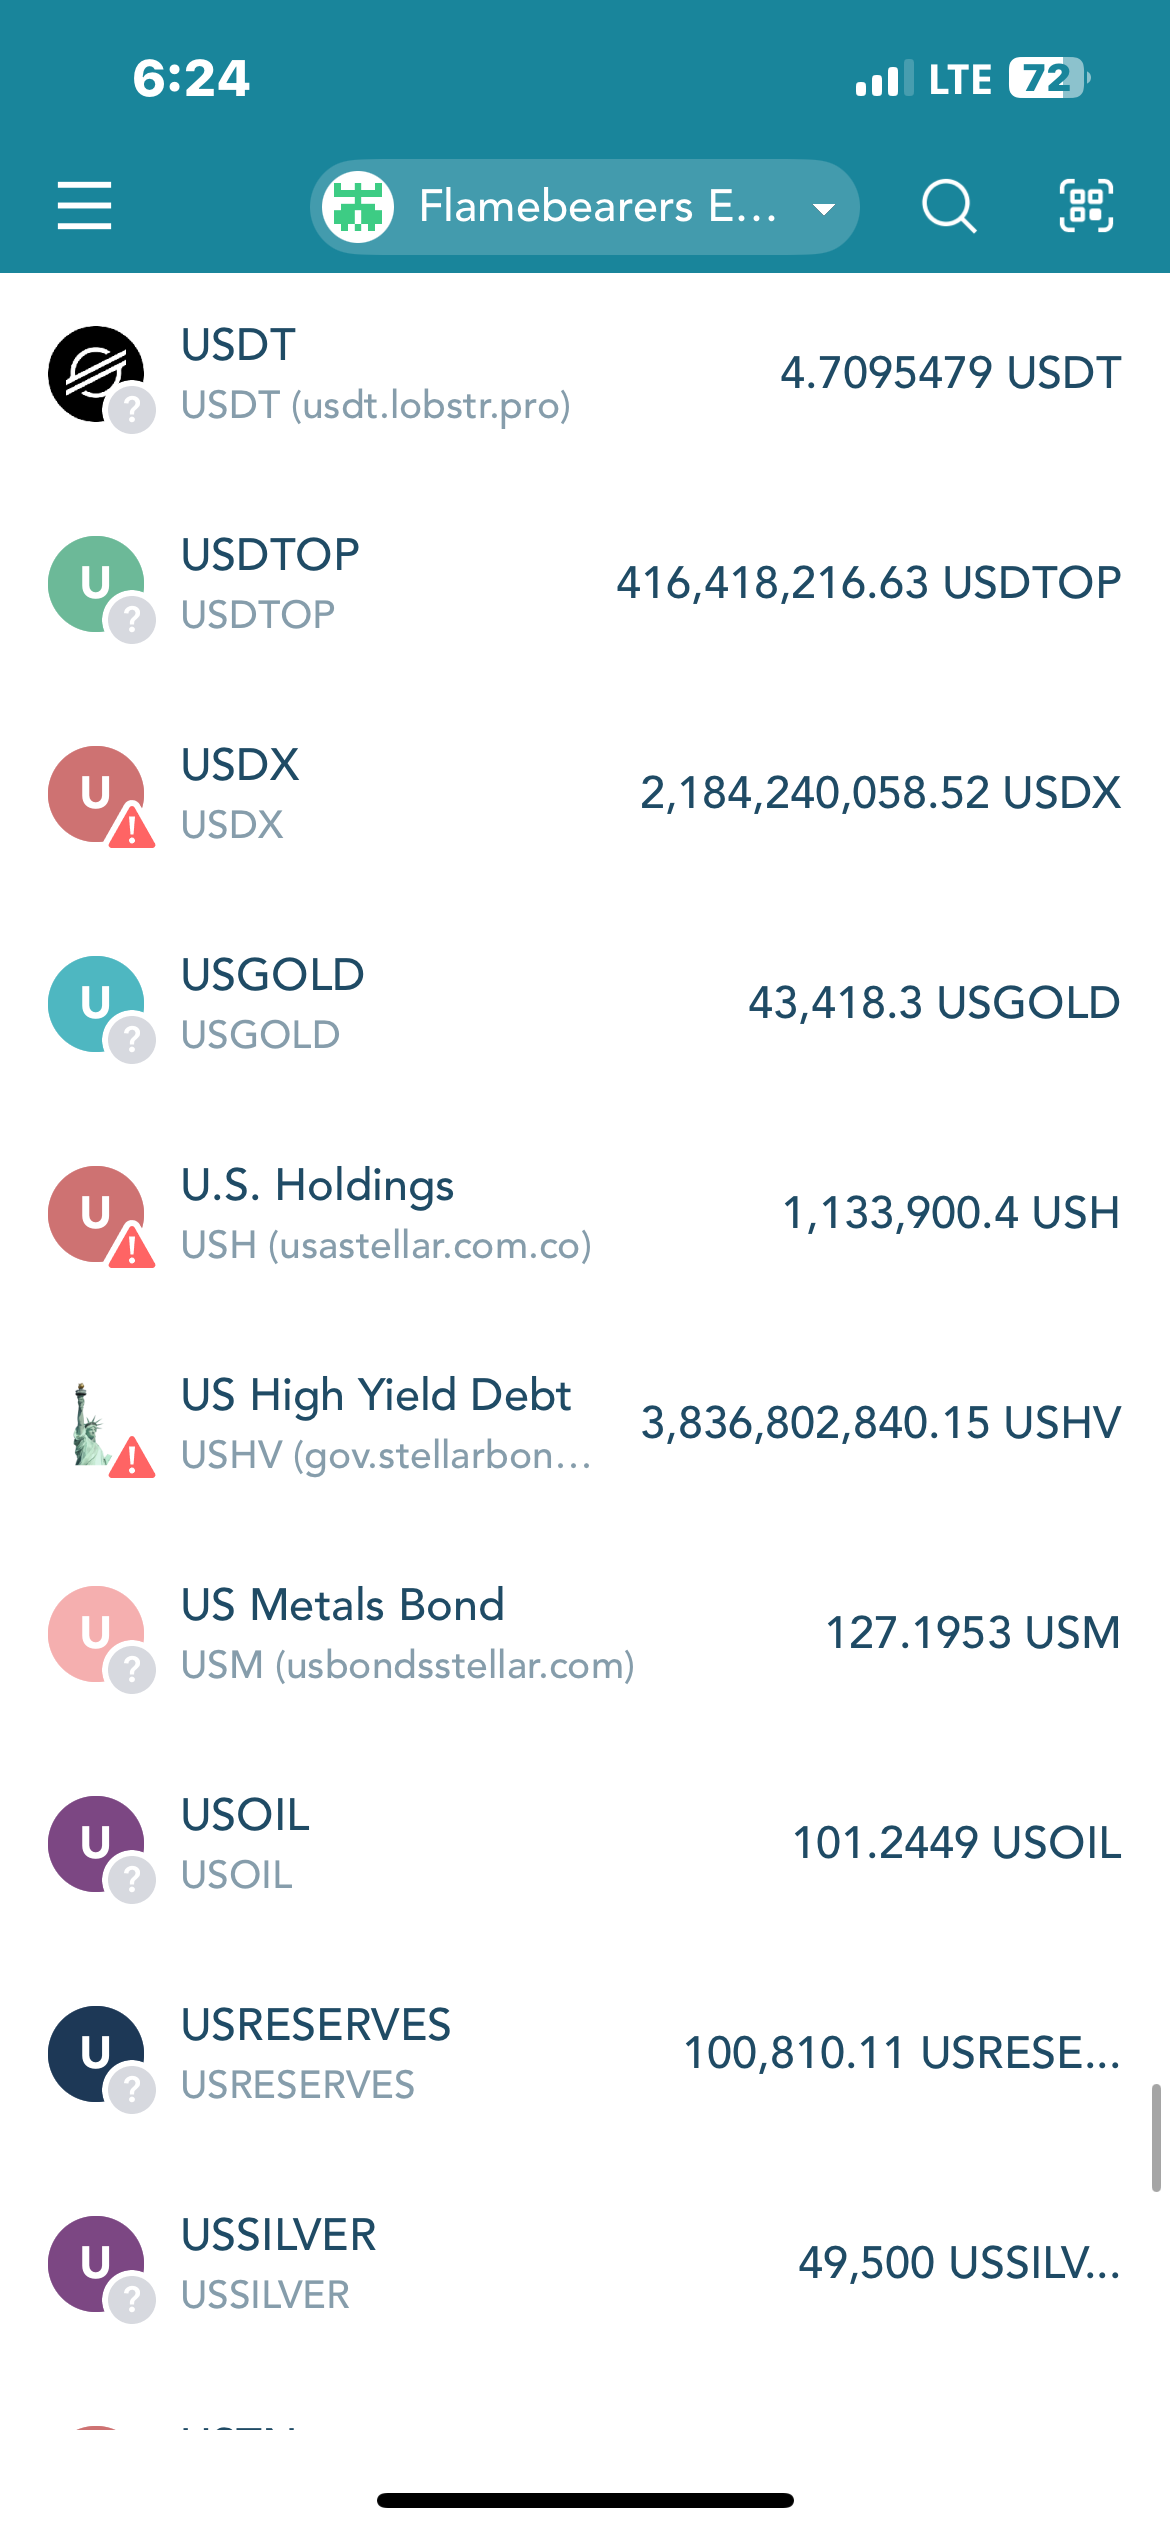 6:24
LTE 72
Flamebearers E...
USDT
4.7095479 USDT
USDT (usdt.lobstr.pro)
U
USDTOP
416,418,216.63 USDTOP
USDTOP
U
USDX
2,184,240,058.52 USDX
USDX
U
USGOLD
43,418.3 USGOLD
USGOLD
U
U.S. Holdings
1,133,900.4 USH
USH (usastellar.com.co)
US High Yield Debt
3,836,802,840.15 USHV
USHV (gov.stellarbon...
U
US Metals Bond
127.1953 USM
USM (usbondsstellar.com)
U
USOIL
101.2449 USOIL
USOIL
U
USRESERVES
100,810.11 USRESE...
USRESERVES
U
USSILVER
49,500 USSILV...
USSILVER